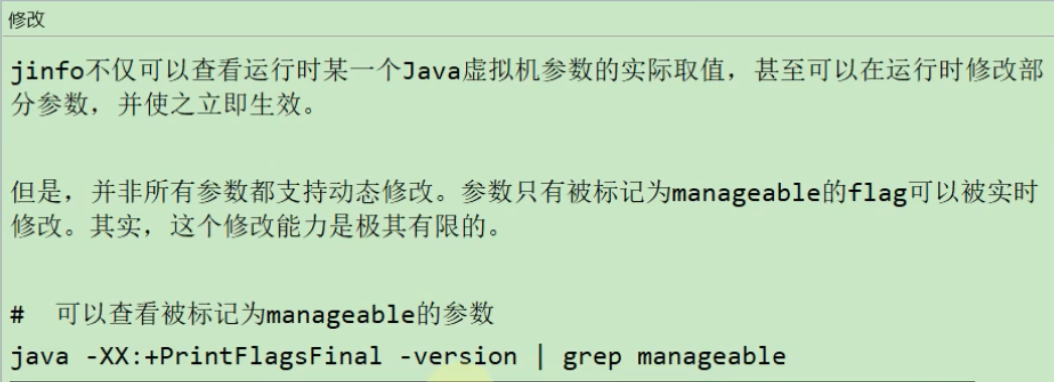 修改
jinfo不仅可以查看运行时某一个Java虚拟机参数的实际取值，甚至可以在运行时修改部
分参数，并使之立即生效。
但是，并非所有参数都支持动态修改。参数只有被标记为manageable的flag可以被实时
修改。其实，这个修改能力是极其有限的。
#  可以查看被标记为manageable的参数
java -XX:+PrintFlagsFinal -version | grep manageable